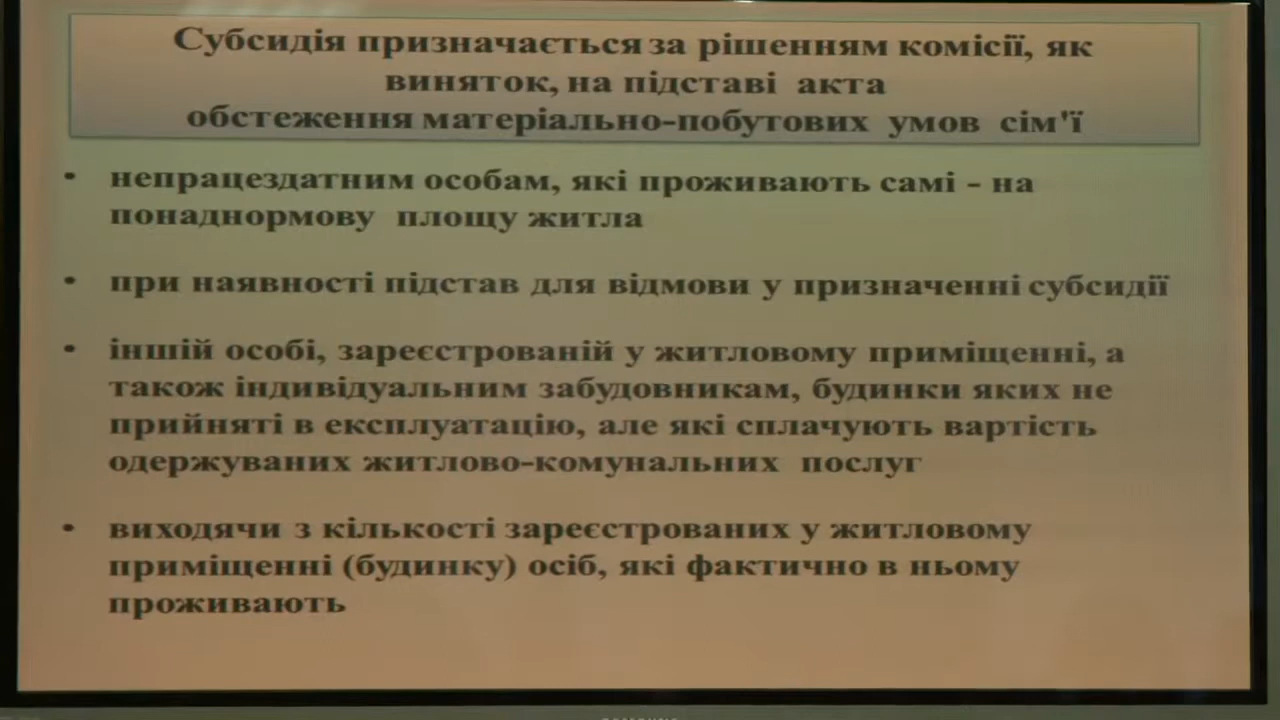 Субсидія призначається за рішенням комісії, як
виняток, на підставі акта
обстеження матеріально-побутових умов сім'ї
• непрацездатним особам, які проживають самі - на
понаднормову площу житла
• при наявності підстав для відмови у призначенні субсидії
• іншій особі, зареєстрованій у житловому приміщенні, а
також індивідуальним забудовникам, будинки яких не
прийняті в експлуатацію, але які сплачують вартість
одержуваних житлово-комунальних послуг
• виходячи з кількості зареєстрованих у житловому
приміщенні (будинку) осіб, які фактично в ньому
проживають